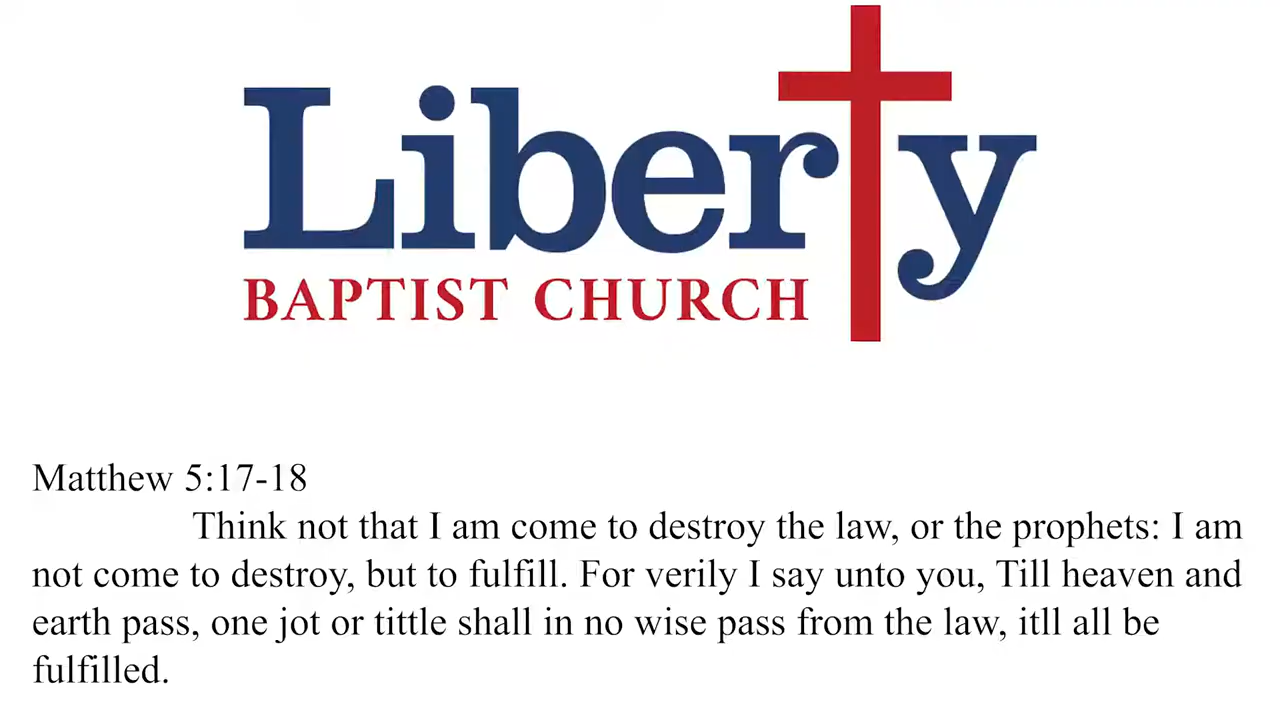 Liberty
BAPTIST CHURCH
Matthew 5:17-18
Think not that I am come to destroy the law, or the prophets: I am
not come to destroy, but to fulfill. For verily I say unto you, Till heaven and
earth pass, one jot or tittle shall in no wise pass from the law, itll all be
fulfilled.